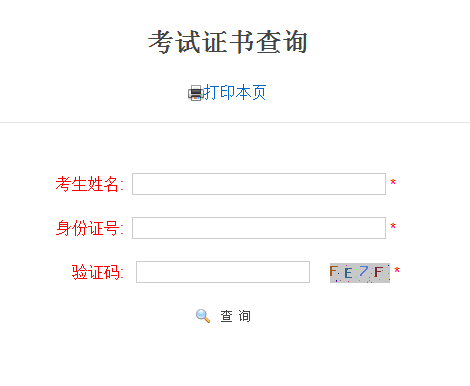 考试证书查询
打印本页
考生姓名: *
身份证号: *
验证码: FE7F *
查 询